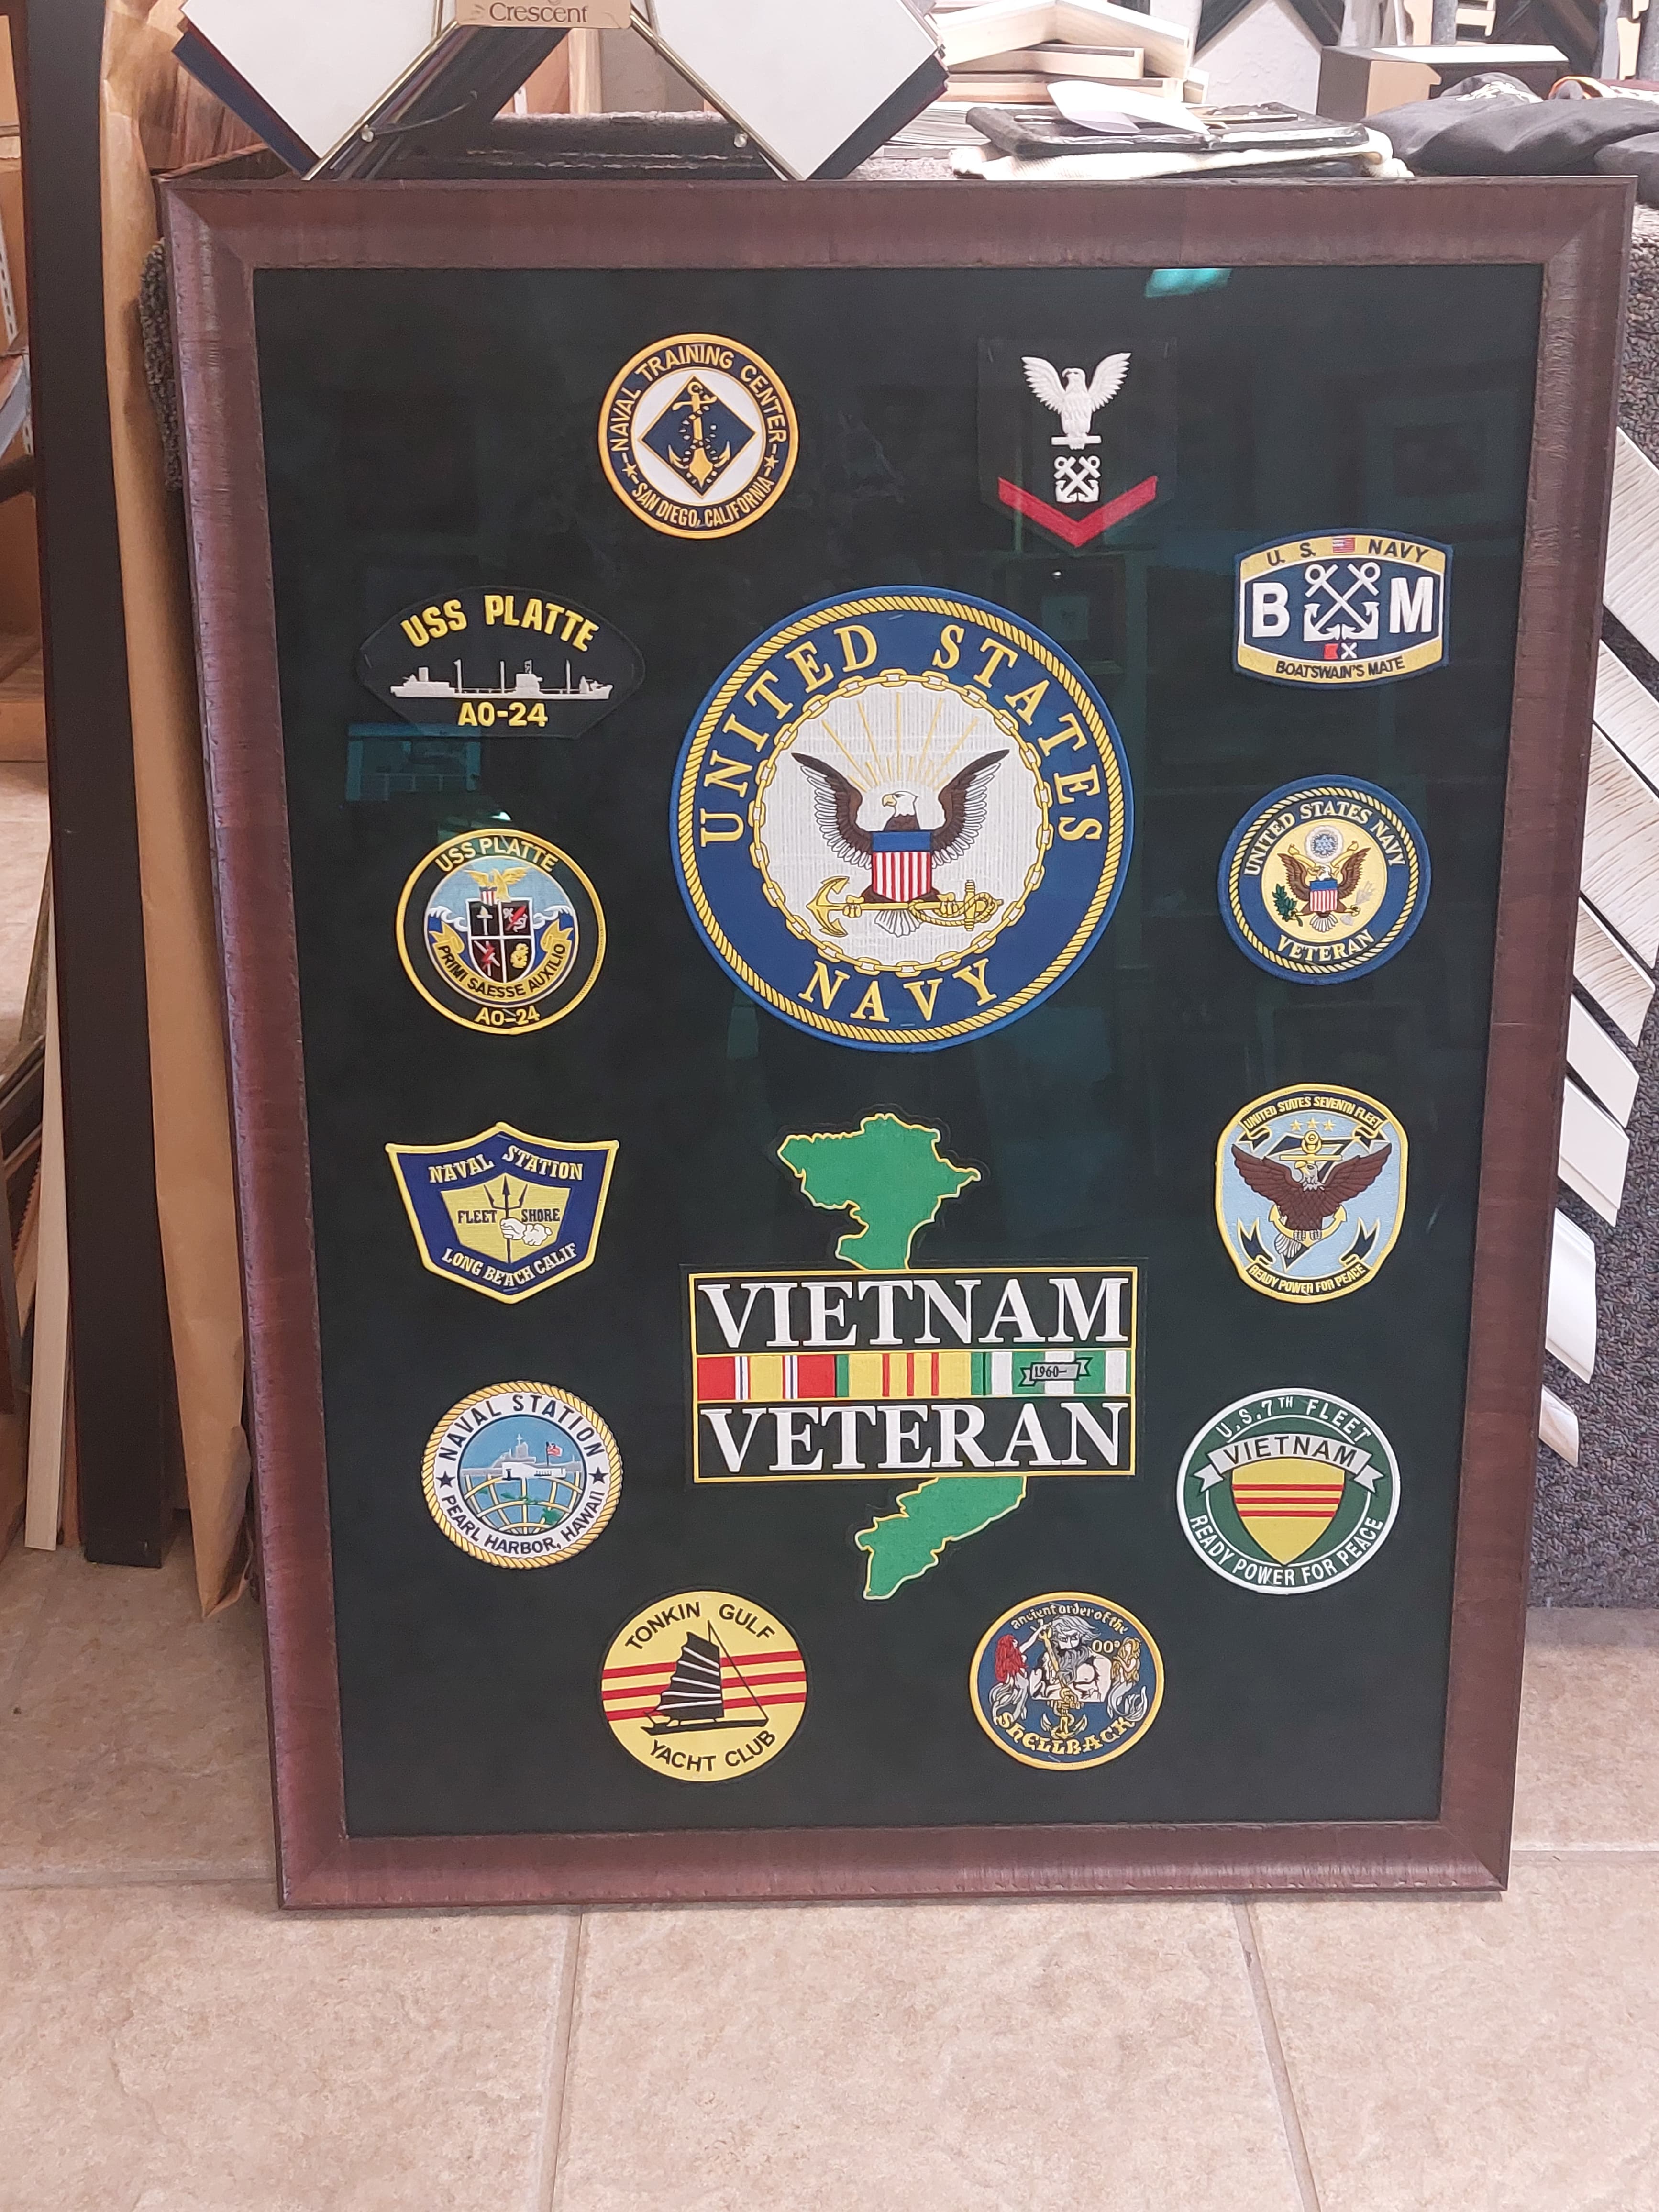 Crescent
NAVAL TRAINING CENTER
SAN DIEGO, CALIFORNIA
U. S. NAVY
B M
BOATSWAIN'S MATE
USS PLATTE
AO-24
UNITED STATES
NAVY
UNITED STATES NAVY
VETERAN
USS PLATTE
PRIMI SAESSE AUXILIO
AO-24
UNITED STATES SEVENTH FLEET
READY POWER FOR PEACE
NAVAL STATION
FLEET SHORE
LONG BEACH CALIF
VIETNAM
1960-
VETERAN
NAVAL STATION
PEARL HARBOR, HAWAII
U.S. 7TH FLEET
VIETNAM
READY POWER FOR PEACE
TONKIN GULF
YACHT CLUB
ancient order of the
00°
SHELLBACK